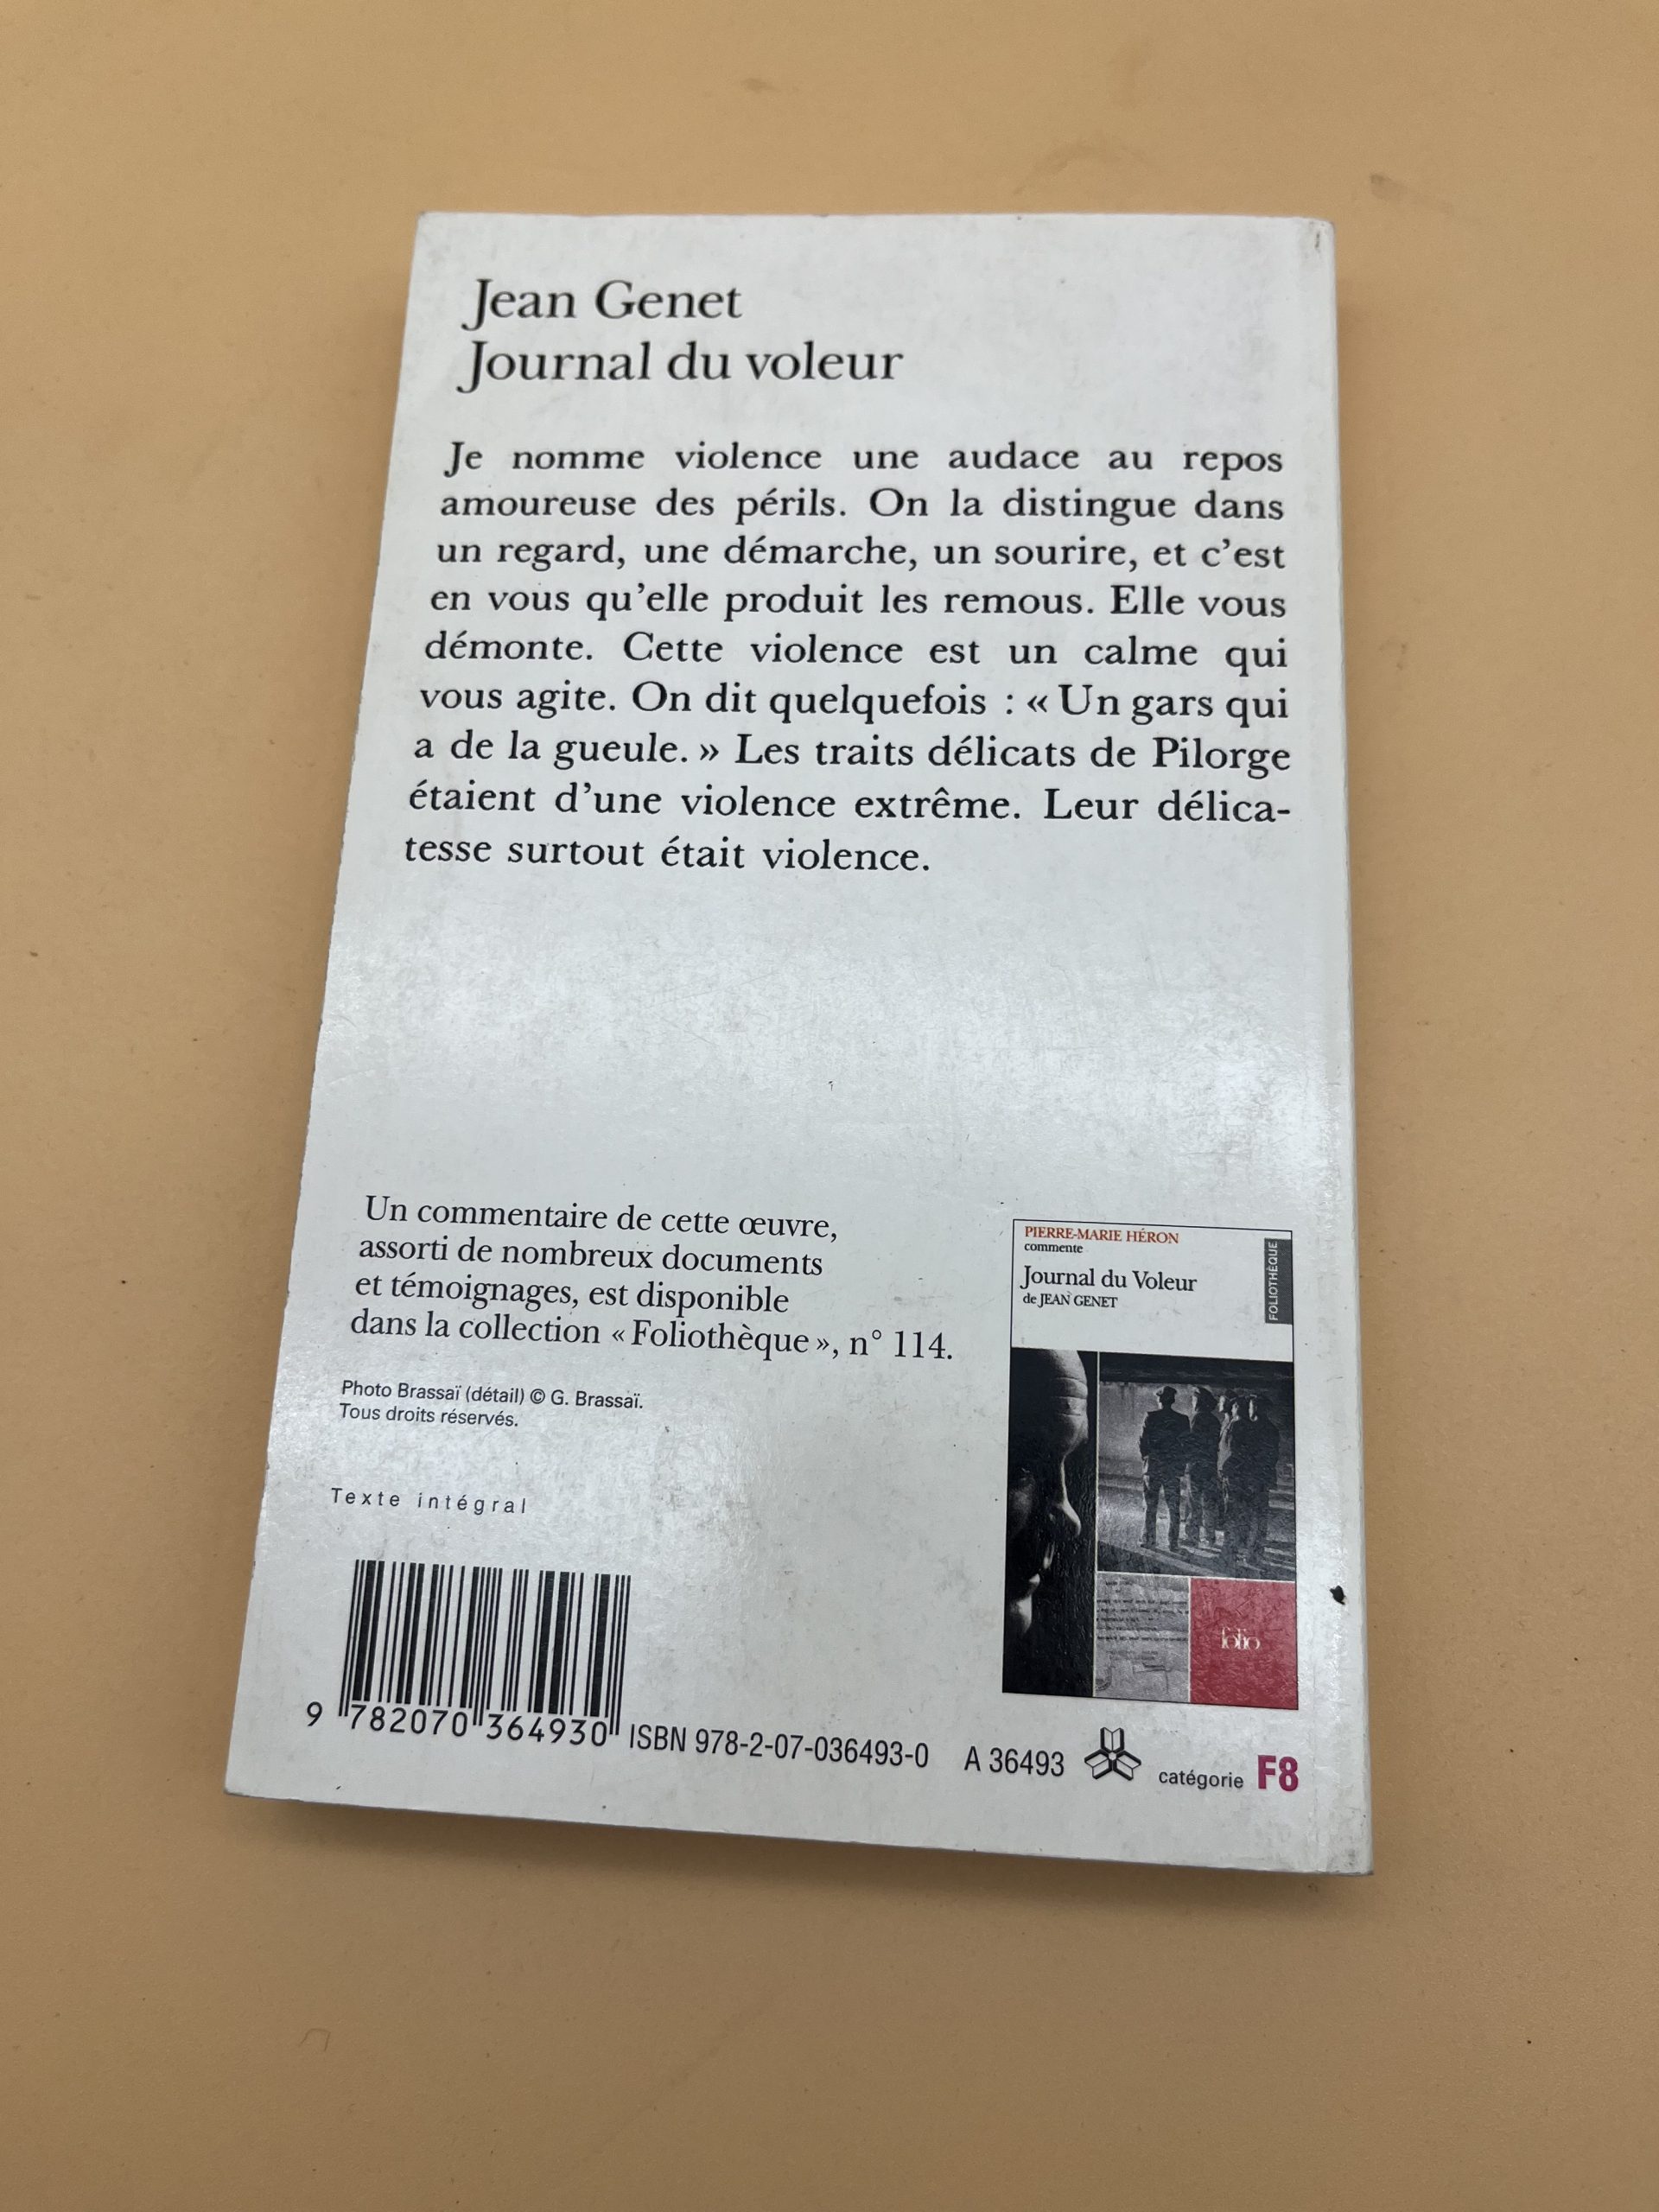 Jean Genet
Journal du voleur
Je nomme violence une audace au repos
amoureuse des périls. On la distingue dans
un regard, une démarche, un sourire, et c’est
en vous qu’elle produit les remous. Elle vous
démonte. Cette violence est un calme qui
vous agite. On dit quelquefois : « Un gars qui
a de la gueule. » Les traits délicats de Pilorge
étaient d’une violence extrême. Leur délica-
tesse surtout était violence.
Un commentaire de cette œuvre,
assorti de nombreux documents
et témoignages, est disponible
dans la collection « Foliothèque », n° 114.
Photo Brassaï (détail) © G. Brassaï.
Tous droits réservés.
Texte intégral
PIERRE-MARIE HÉRON
commente
Journal du Voleur
de JEAN GENET
FOLIOTHÈQUE
folio
9 782070 364930 ISBN 978-2-07-036493-0 A 36493 catégorie F8